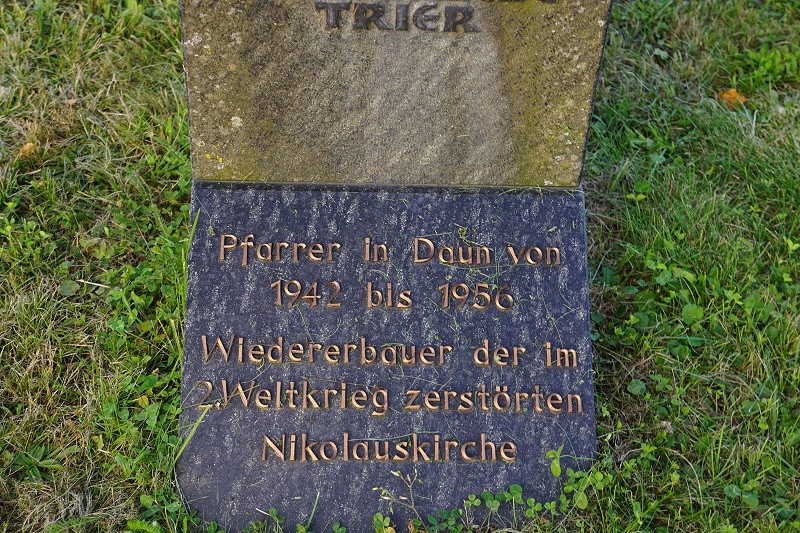 TRIER
Pfarrer in Daun von
1942 bis 1956
Wiedererbauer der im
2.Weltkrieg zerstörten
Nikolauskirche